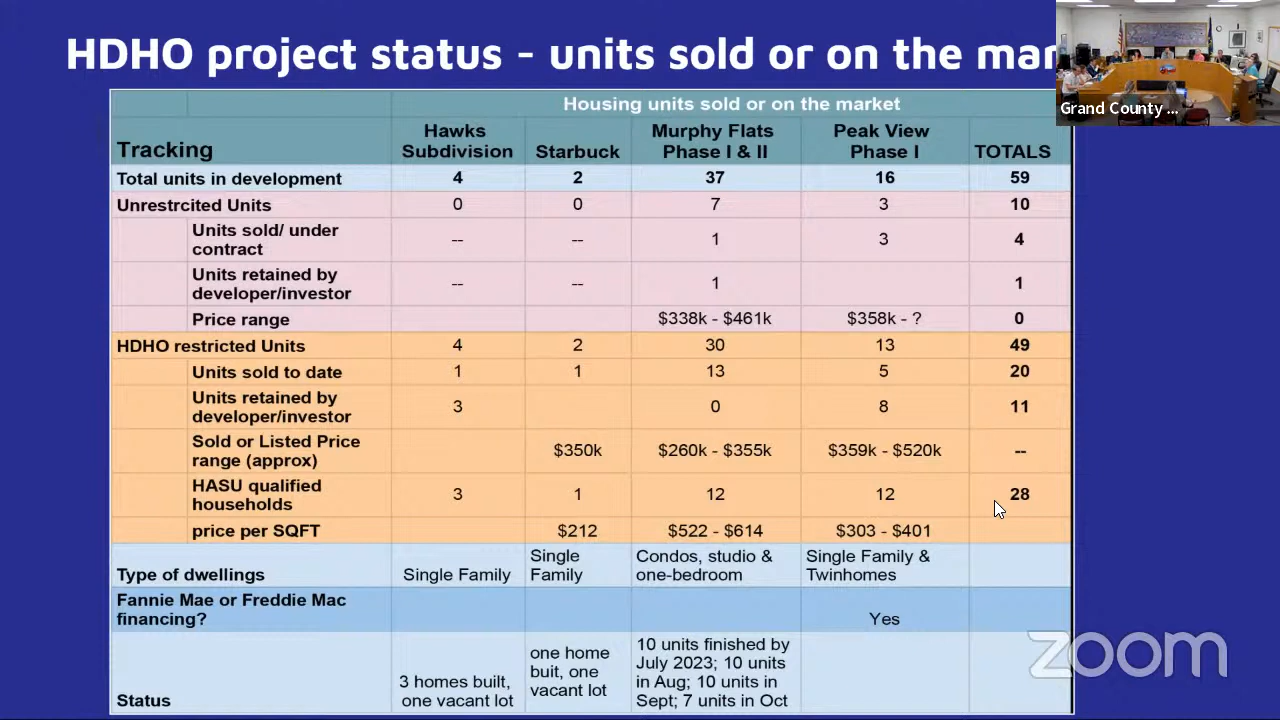 HDHO project status - units sold or on the mar
Grand County ...
Housing units sold or on the market
Tracking
Hawks
Subdivision
Starbuck
Murphy Flats
Phase I & II
Peak View
Phase I
TOTALS
Total units in development 4 2 37 16 59
Unrestrcited Units 0 0 7 3 10
Units sold/ under
contract -- -- 1 3 4
Units retained by
developer/investor -- -- 1 1
Price range $338k - $461k $358k - ? 0
HDHO restricted Units 4 2 30 13 49
Units sold to date 1 1 13 5 20
Units retained by
developer/investor 3 0 8 11
Sold or Listed Price
range (approx) $350k $260k - $355k $359k - $520k --
HASU qualified
households 3 1 12 12 28
price per SQFT $212 $522 - $614 $303 - $401
Type of dwellings
Single Family
Single
Family
Condos, studio &
one-bedroom
Single Family &
Twinhomes
Fannie Mae or Freddie Mac
financing? Yes
Status
3 homes built,
one vacant lot
one home
buit, one
vacant lot
10 units finished by
July 2023; 10 units
in Aug; 10 units in
Sept; 7 units in Oct
zoom